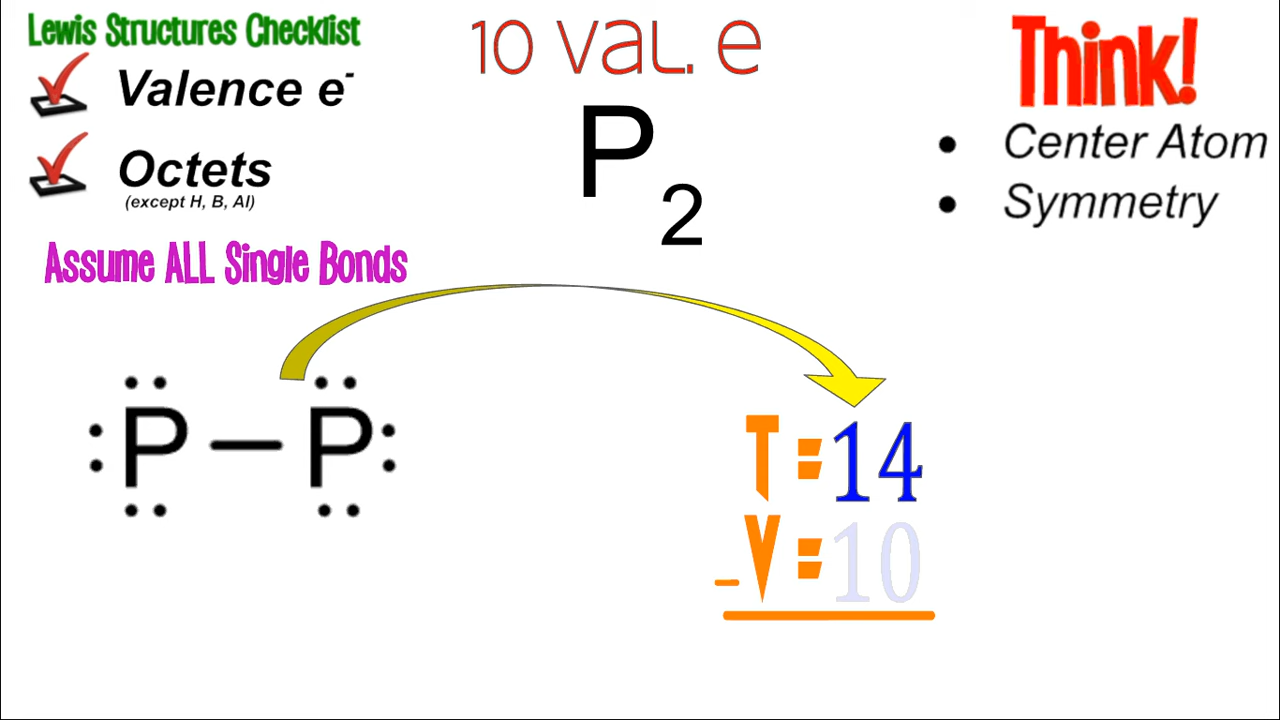 Lewis Structures Checklist
Valence e-
Octets
(except H, B, Al)
Assume ALL Single Bonds
10 val. e
P2
Think!
• Center Atom
• Symmetry
P — P
T = 14
- V = 10